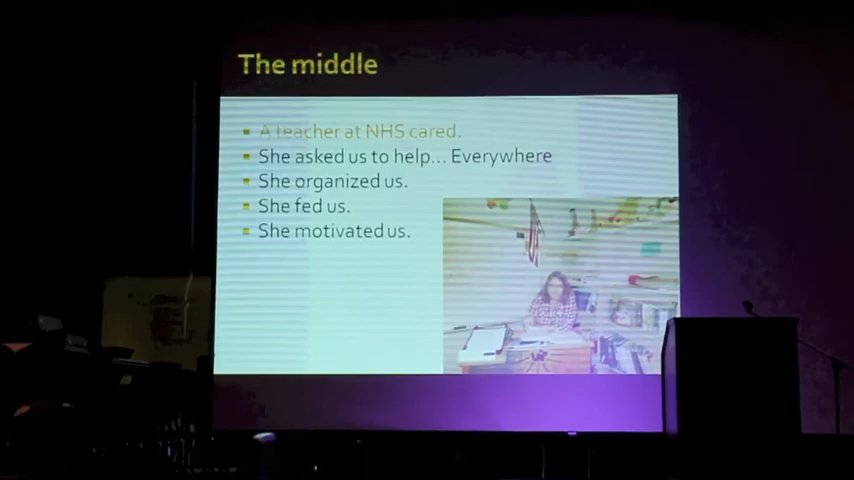 The middle
A teacher at NHS cared.
She asked us to help... Everywhere
She organized us.
She fed us.
She motivated us.